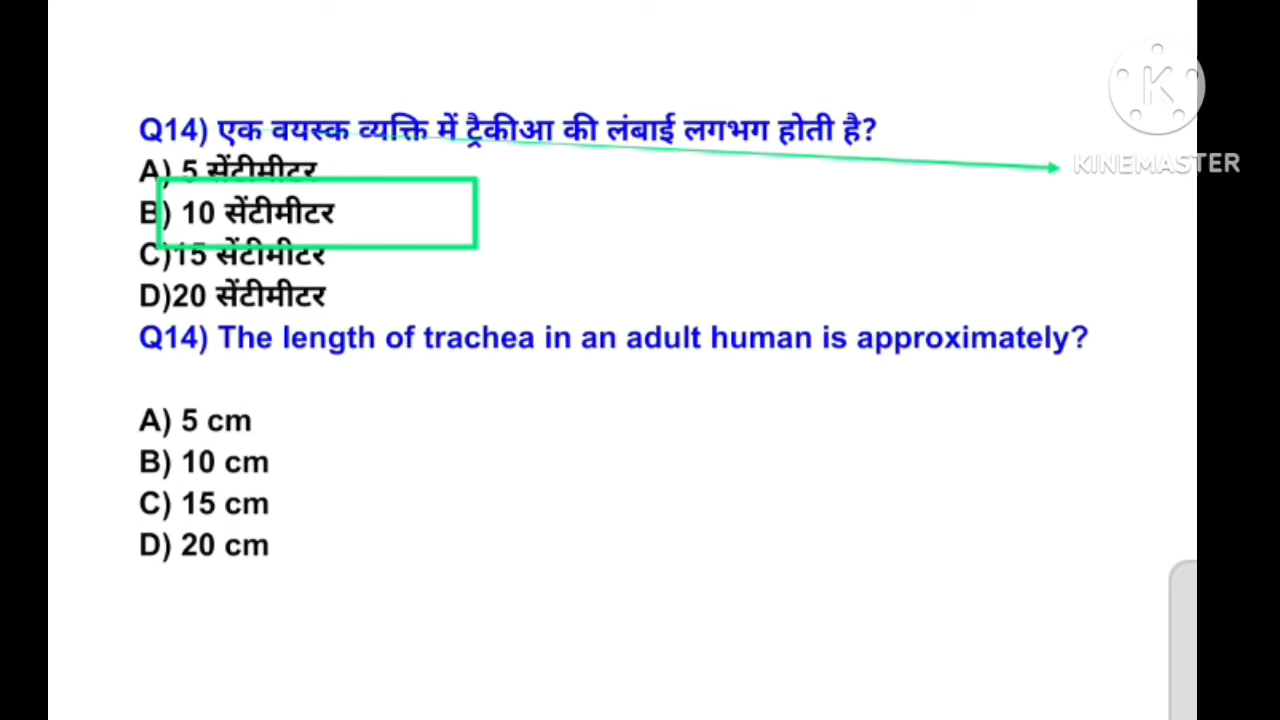 Q14) एक वयस्क व्यक्ति में ट्रैकीआ की लंबाई लगभग होती है?
A) 5 सेंटीमीटर
B) 10 सेंटीमीटर
C)15 सेंटीमीटर
D)20 सेंटीमीटर
Q14) The length of trachea in an adult human is approximately?
A) 5 cm
B) 10 cm
C) 15 cm
D) 20 cm
K
KINEMASTER